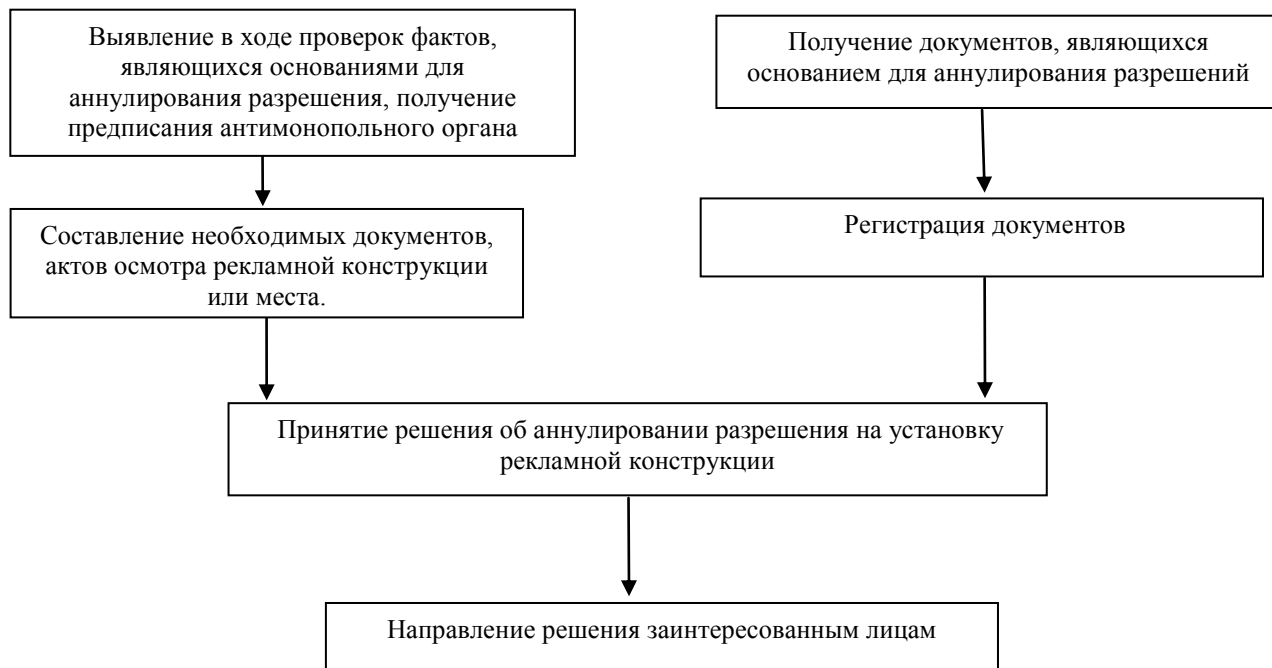 Выявление в ходе проверок фактов,
являющихся основаниями для
аннулирования разрешения, получение
предписания антимонопольного органа
Получение документов, являющихся
основанием для аннулирования разрешений
Составление необходимых документов,
актов осмотра рекламной конструкции
или места.
Регистрация документов
Принятие решения об аннулировании разрешения на установку
рекламной конструкции
Направление решения заинтересованным лицам